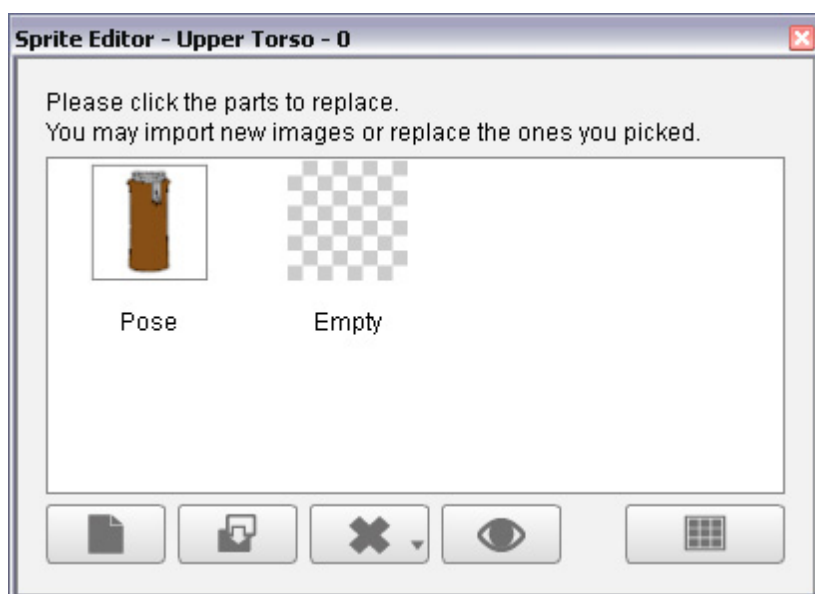 Sprite Editor - Upper Torso - 0
Please click the parts to replace.
You may import new images or replace the ones you picked.
Pose
Empty